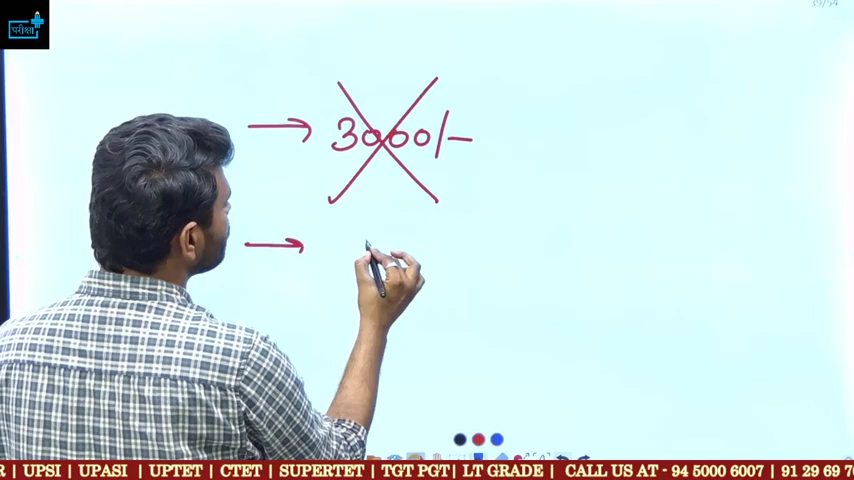 39/54
परीक्षा
→ 3000/-
→
R | UPSI | UPASI | UPTET | CTET | SUPERTET | TGT PGT | LT GRADE | CALL US AT - 94 5000 6007 | 91 29 69 70